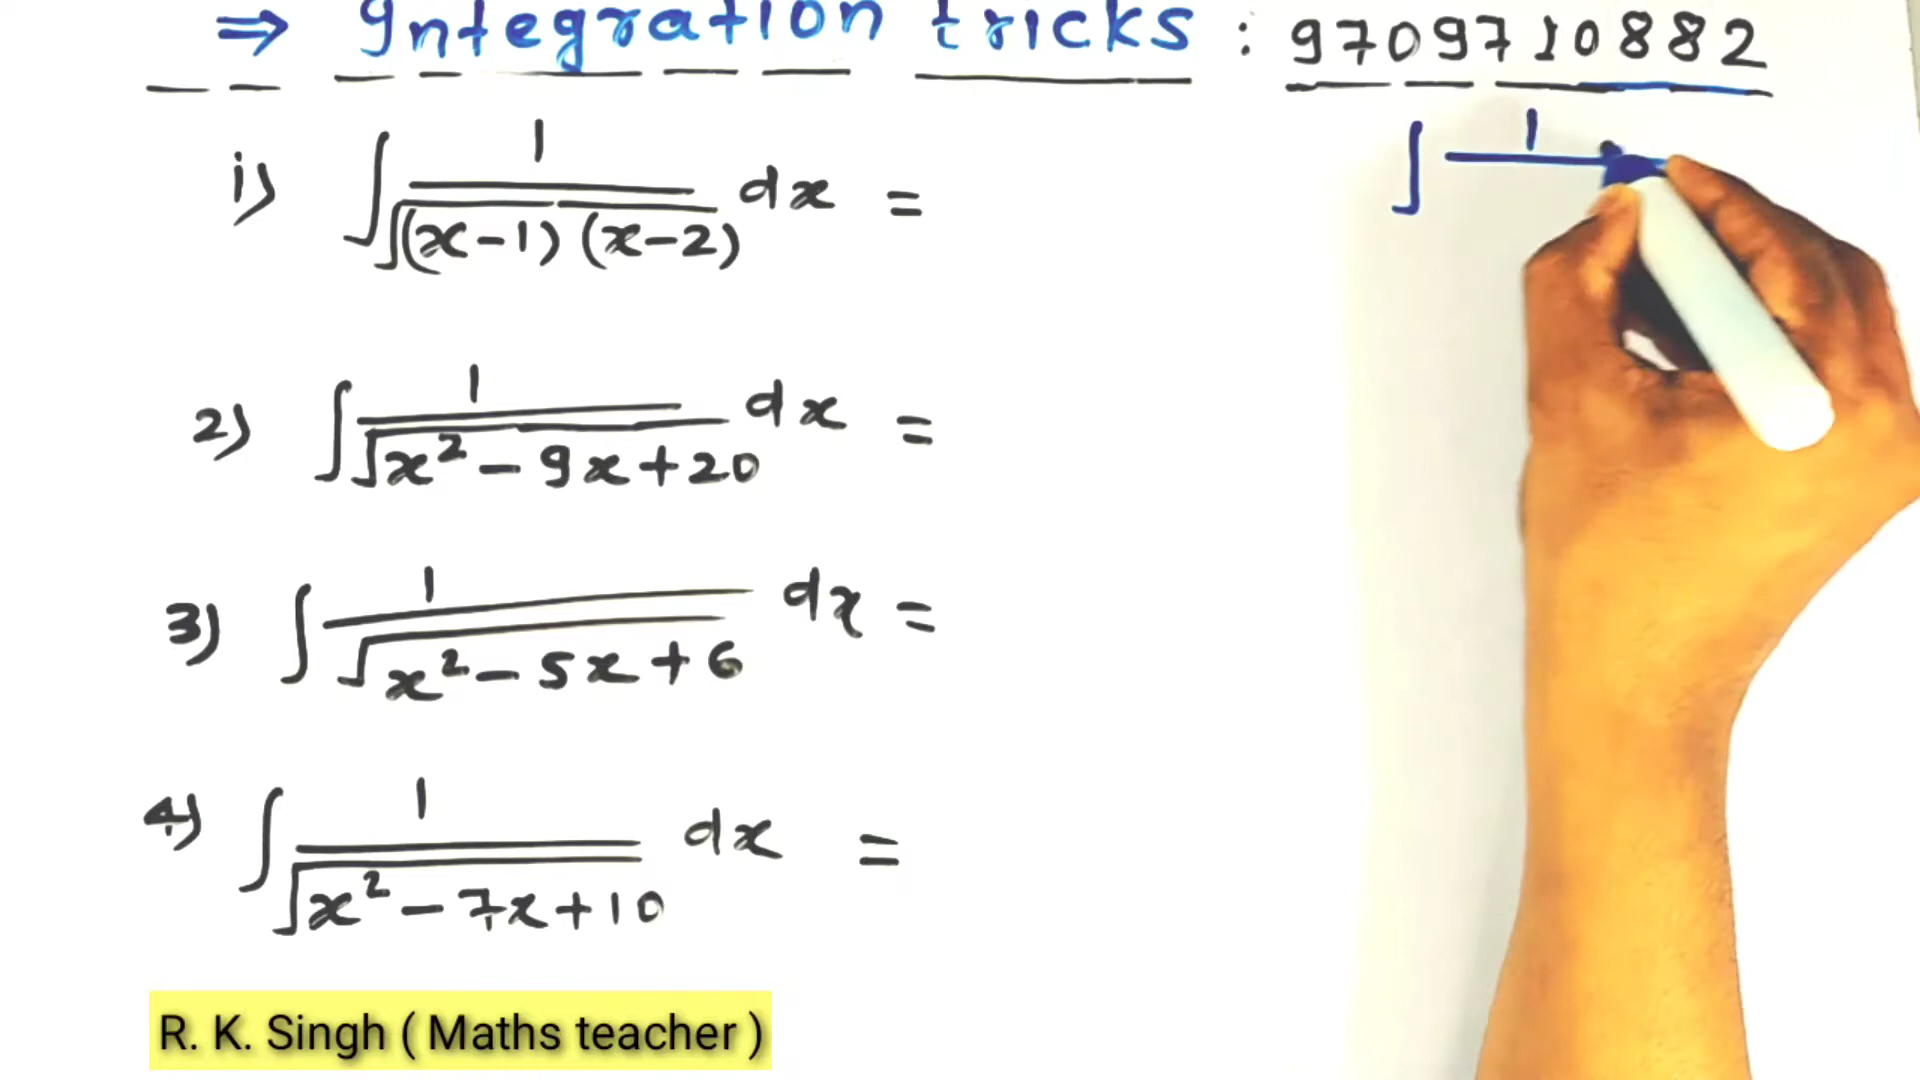 ⇒ Integration tricks : 9709710882
1) ∫ 1/√(x-1)(x-2) dx =
∫ 1
2) ∫ 1/√x² - 9x+20 dx =
3) ∫ 1/√x² - 5x+6 dx =
4) ∫ 1/√x² - 7x+10 dx =
R. K. Singh ( Maths teacher )